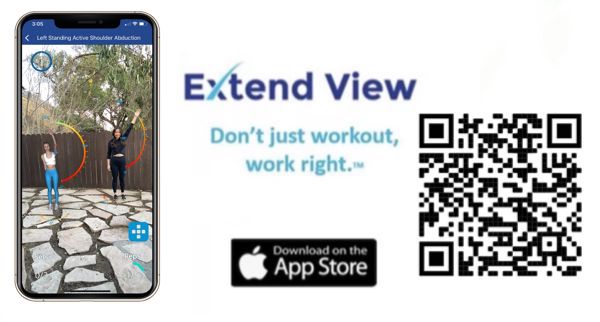 3:05
Left Standing Active Shoulder Abduction
Extend View
Don't just workout,
work right.™
Download on the
App Store
Reps